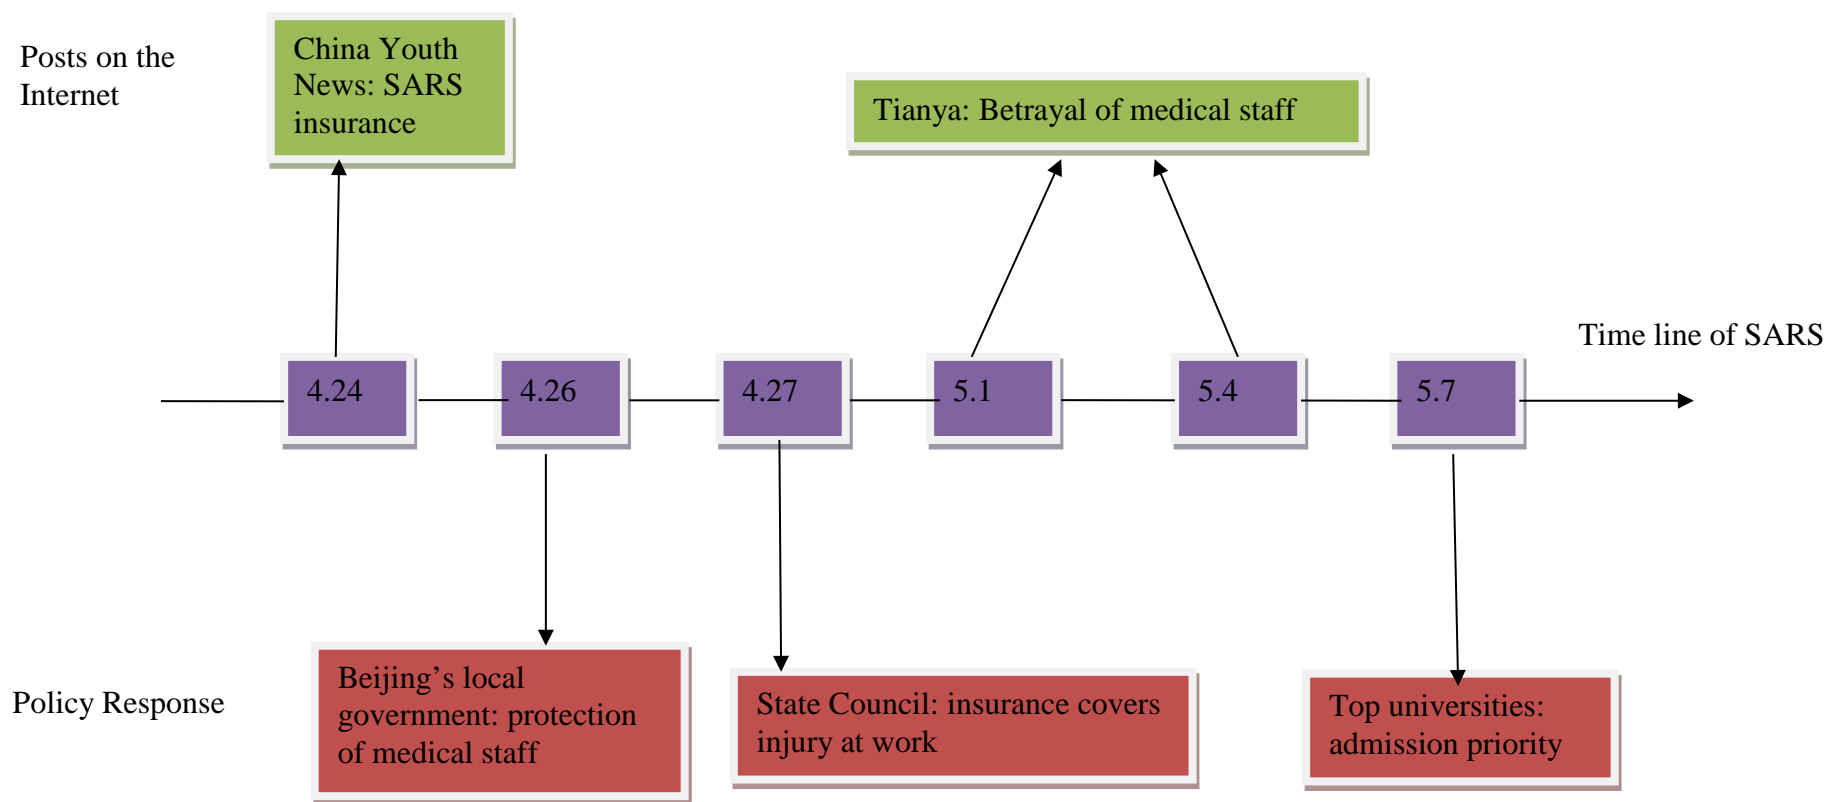 Posts on the
Internet
China Youth
News: SARS
insurance
Tianya: Betrayal of medical staff
Time line of SARS
4.24
4.26
4.27
5.1
5.4
5.7
Policy Response
Beijing’s local
government: protection
of medical staff
State Council: insurance covers
injury at work
Top universities:
admission priority